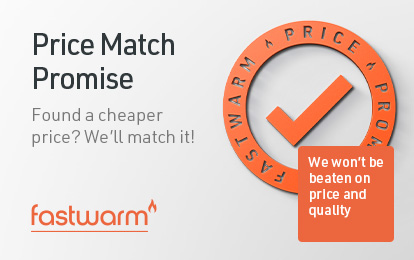 Price Match
Promise
Found a cheaper
price? We'll match it!
fastwarm
FASTWARM PRICE PROM
We won't be
beaten on
price and
quality